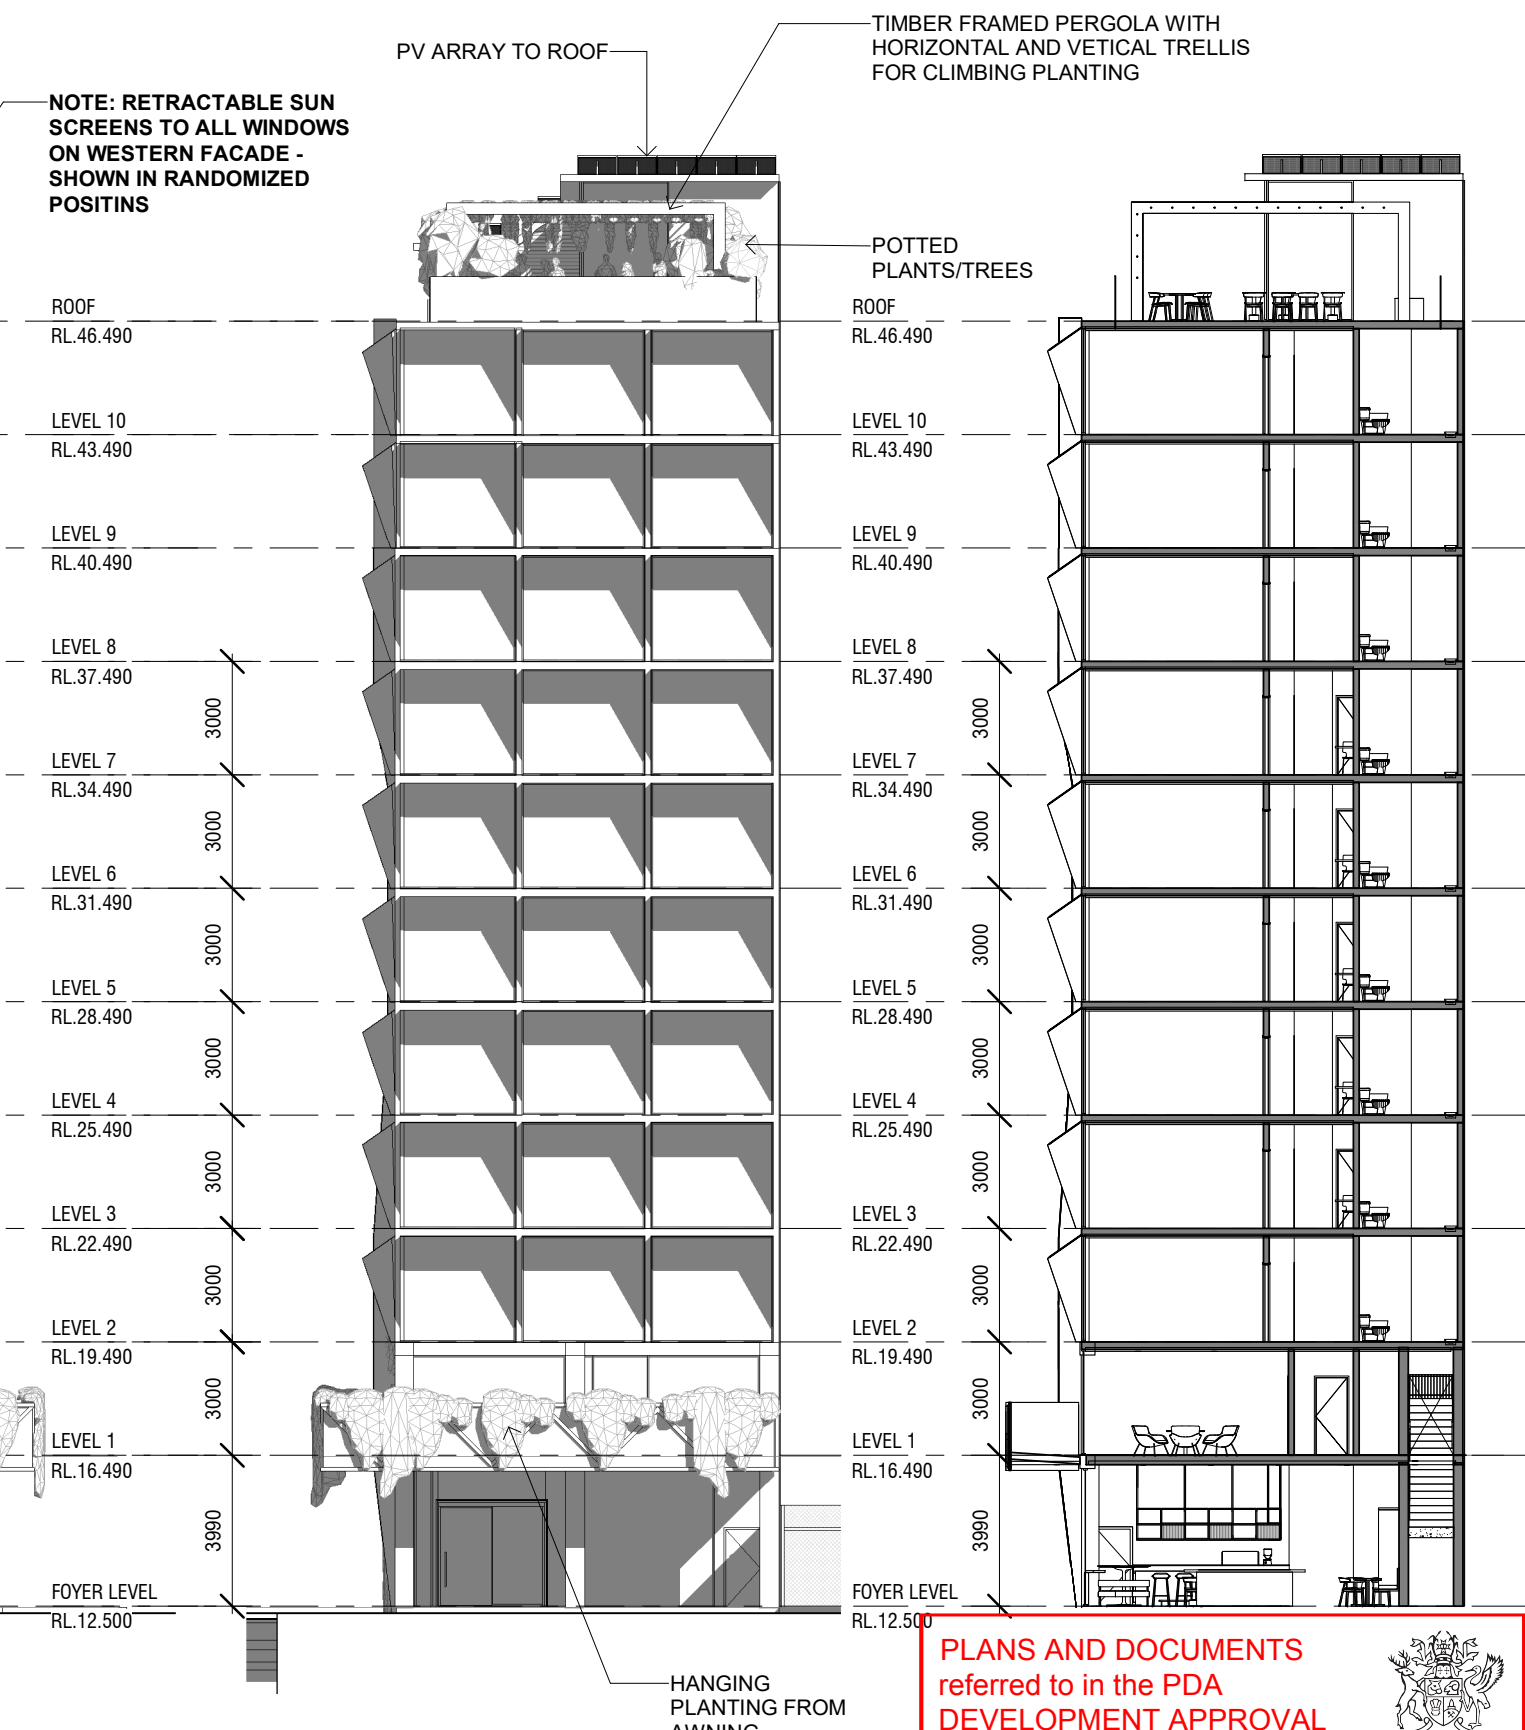 TIMBER FRAMED PERGOLA WITH
HORIZONTAL AND VETICAL TRELLIS
FOR CLIMBING PLANTING
PV ARRAY TO ROOF
NOTE: RETRACTABLE SUN
SCREENS TO ALL WINDOWS
ON WESTERN FACADE -
SHOWN IN RANDOMIZED
POSITINS
POTTED
PLANTS/TREES
ROOF
RL.46.490
LEVEL 10
RL.43.490
LEVEL 9
RL.40.490
LEVEL 8
RL.37.490
3000
LEVEL 7
RL.34.490
3000
LEVEL 6
RL.31.490
3000
LEVEL 5
RL.28.490
3000
LEVEL 4
RL.25.490
3000
LEVEL 3
RL.22.490
3000
LEVEL 2
RL.19.490
3000
LEVEL 1
RL.16.490
3990
FOYER LEVEL
RL.12.500
ROOF
RL.46.490
LEVEL 10
RL.43.490
LEVEL 9
RL.40.490
LEVEL 8
RL.37.490
3000
LEVEL 7
RL.34.490
3000
LEVEL 6
RL.31.490
3000
LEVEL 5
RL.28.490
3000
LEVEL 4
RL.25.490
3000
LEVEL 3
RL.22.490
3000
LEVEL 2
RL.19.490
3000
LEVEL 1
RL.16.490
3990
FOYER LEVEL
RL.12.500
HANGING
PLANTING FROM
AWNING
PLANS AND DOCUMENTS
referred to in the PDA
DEVELOPMENT APPROVAL